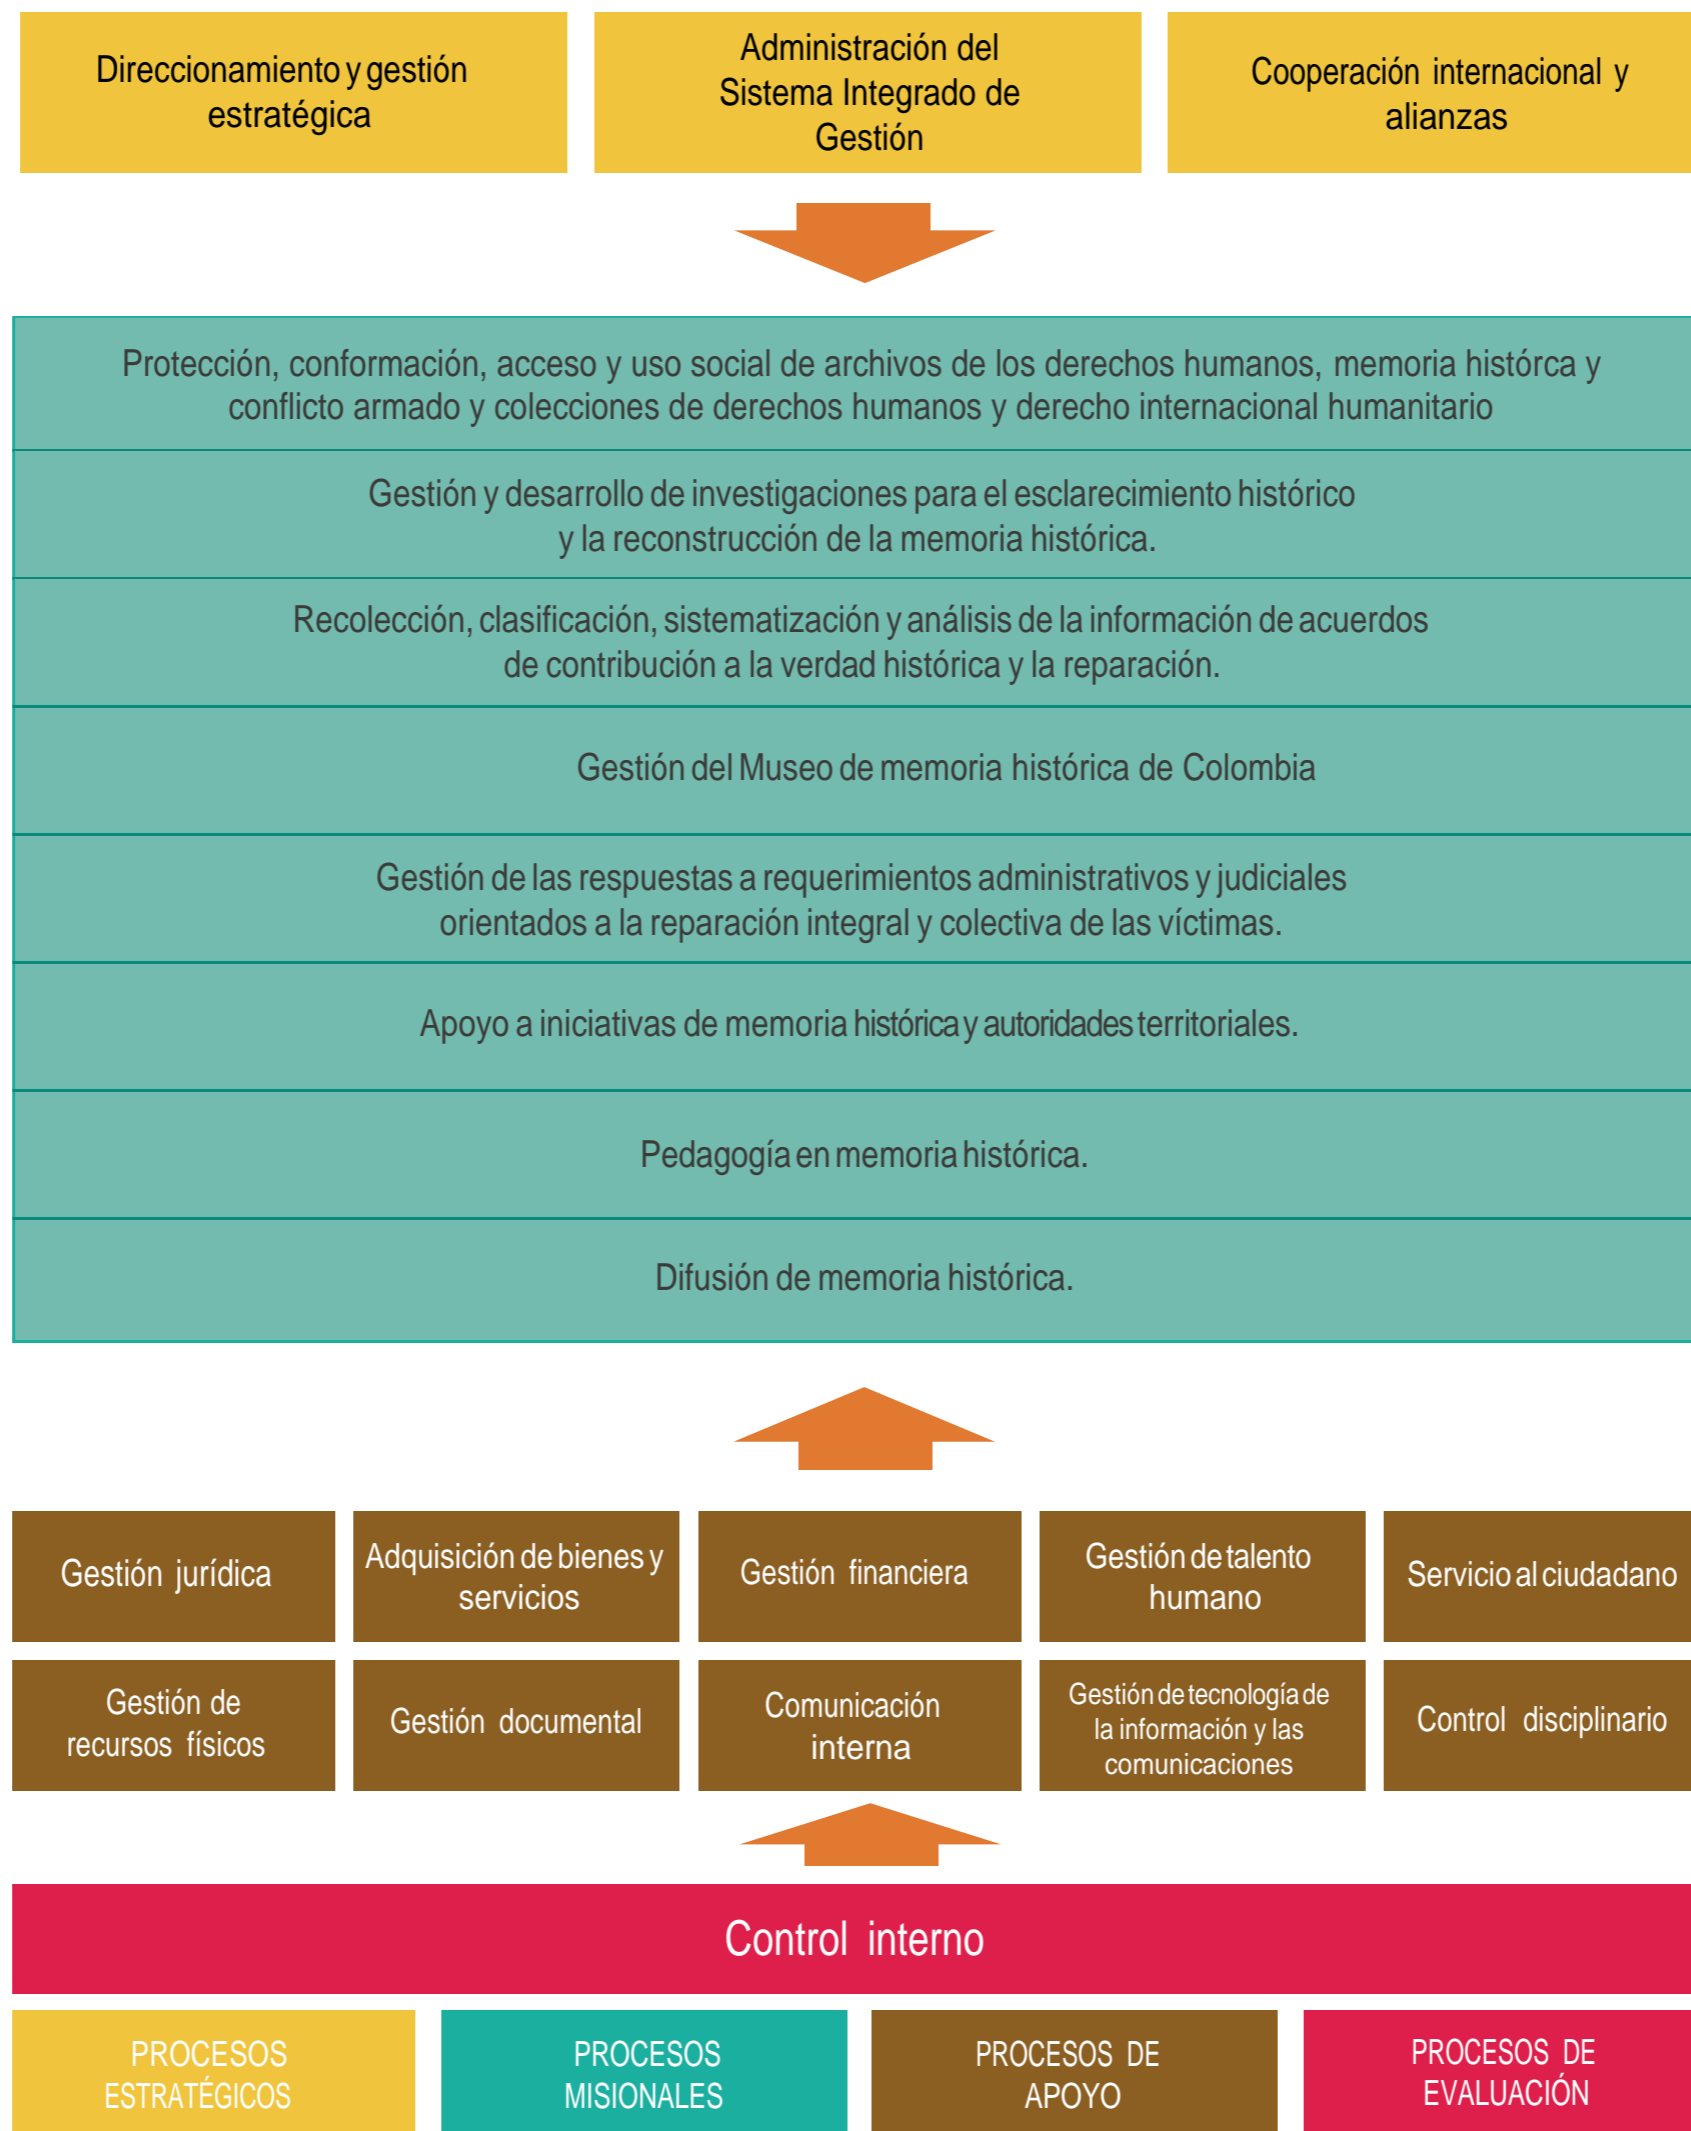 Direccionamiento y gestión
estratégica
Administración del
Sistema Integrado de
Gestión
Cooperación internacional y
alianzas
Protección, conformación, acceso y uso social de archivos de los derechos humanos, memoria histórca y
conflicto armado y colecciones de derechos humanos y derecho internacional humanitario
Gestión y desarrollo de investigaciones para el esclarecimiento histórico
y la reconstrucción de la memoria histórica.
Recolección, clasificación, sistematización y análisis de la información de acuerdos
de contribución a la verdad histórica y la reparación.
Gestión del Museo de memoria histórica de Colombia
Gestión de las respuestas a requerimientos administrativos y judiciales
orientados a la reparación integral y colectiva de las víctimas.
Apoyo a iniciativas de memoria histórica y autoridades territoriales.
Pedagogía en memoria histórica.
Difusión de memoria histórica.
Gestión jurídica
Adquisición de bienes y
servicios
Gestión financiera
Gestión de talento
humano
Servicio al ciudadano
Gestión de
recursos físicos
Gestión documental
Comunicación
interna
Gestión de tecnología de
la información y las
comunicaciones
Control disciplinario
Control interno
PROCESOS
ESTRATÉGICOS
PROCESOS
MISIONALES
PROCESOS DE
APOYO
PROCESOS DE
EVALUACIÓN